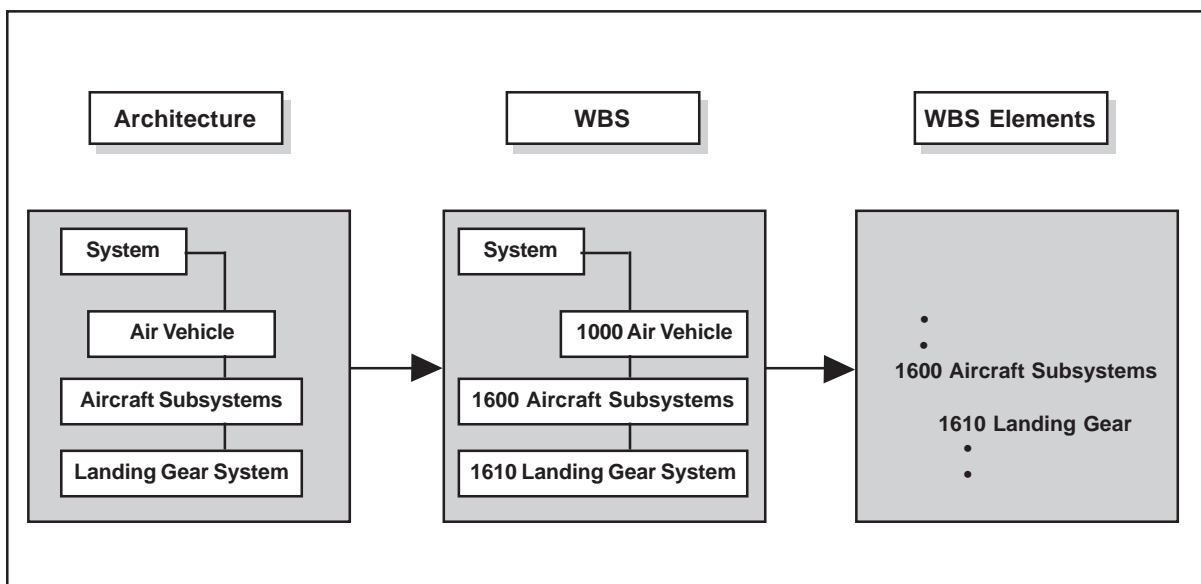 Architecture
WBS
WBS Elements
System
Air Vehicle
Aircraft Subsystems
Landing Gear System
System
1000 Air Vehicle
1600 Aircraft Subsystems
1610 Landing Gear System
•
•
1600 Aircraft Subsystems
1610 Landing Gear
•
•